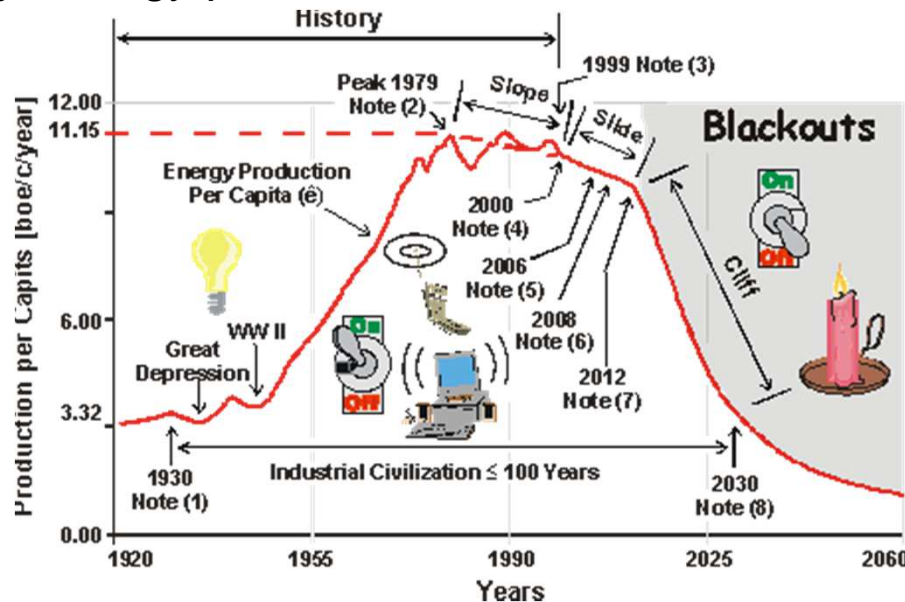 History
1999 Note (3)
Peak 1979
Note (2)
Slope
Slide
12.00
11.15
Blackouts
Energy Production
Per Capita (ê)
On
Off
2000
Note (4)
2006
Note (5)
Cliff
6.00
WW II
On
Off
2008
Note (6)
Great
Depression
2012
Note (7)
3.32
Industrial Civilization ≤ 100 Years
1930
Note (1)
2030
Note (8)
0.00
1920
1955
1990
2025
2060
Years
Production per Capits [boe/c/year]